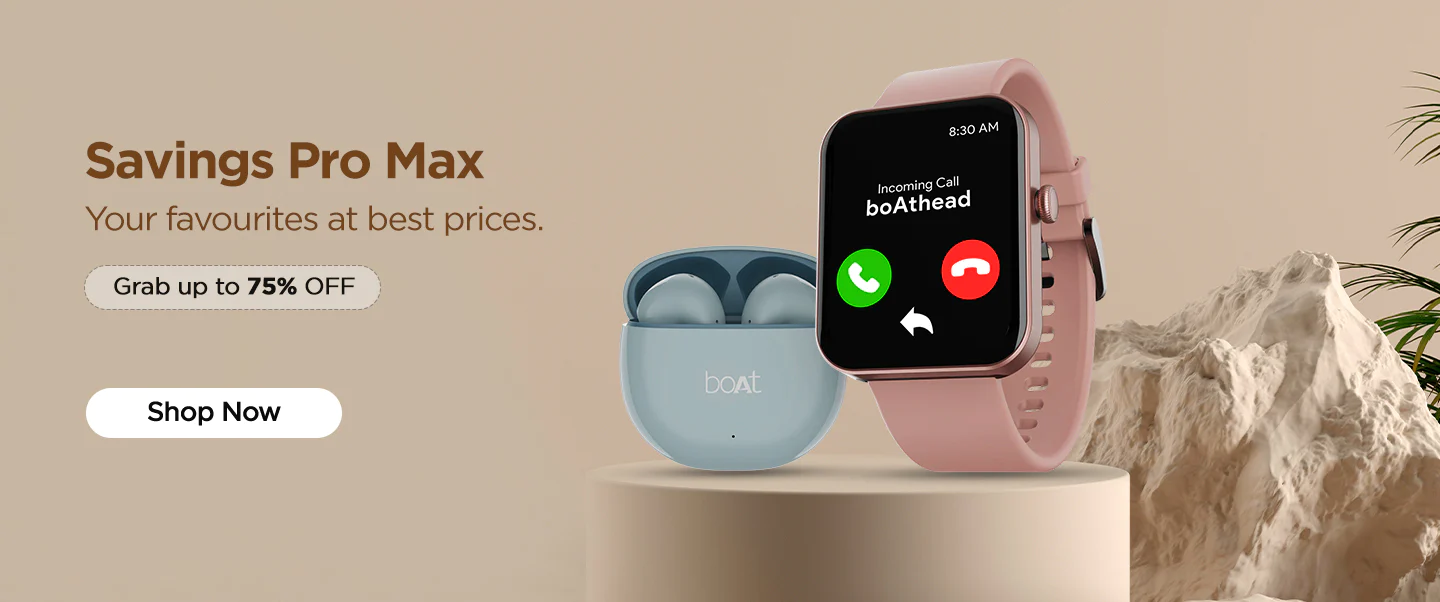 Savings Pro Max
Your favourites at best prices.
Grab up to 75% OFF
Shop Now
8:30 AM
Incoming Call
boAthead
boAt